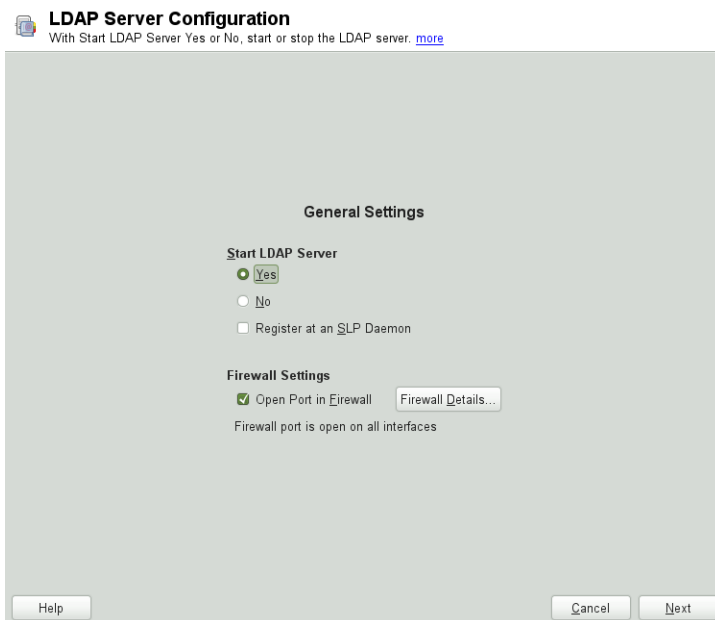 LDAP Server Configuration
With Start LDAP Server Yes or No, start or stop the LDAP server. more
General Settings
Start LDAP Server
Yes
No
Register at an SLP Daemon
Firewall Settings
Open Port in Firewall Firewall Details...
Firewall port is open on all interfaces
Help Cancel Next